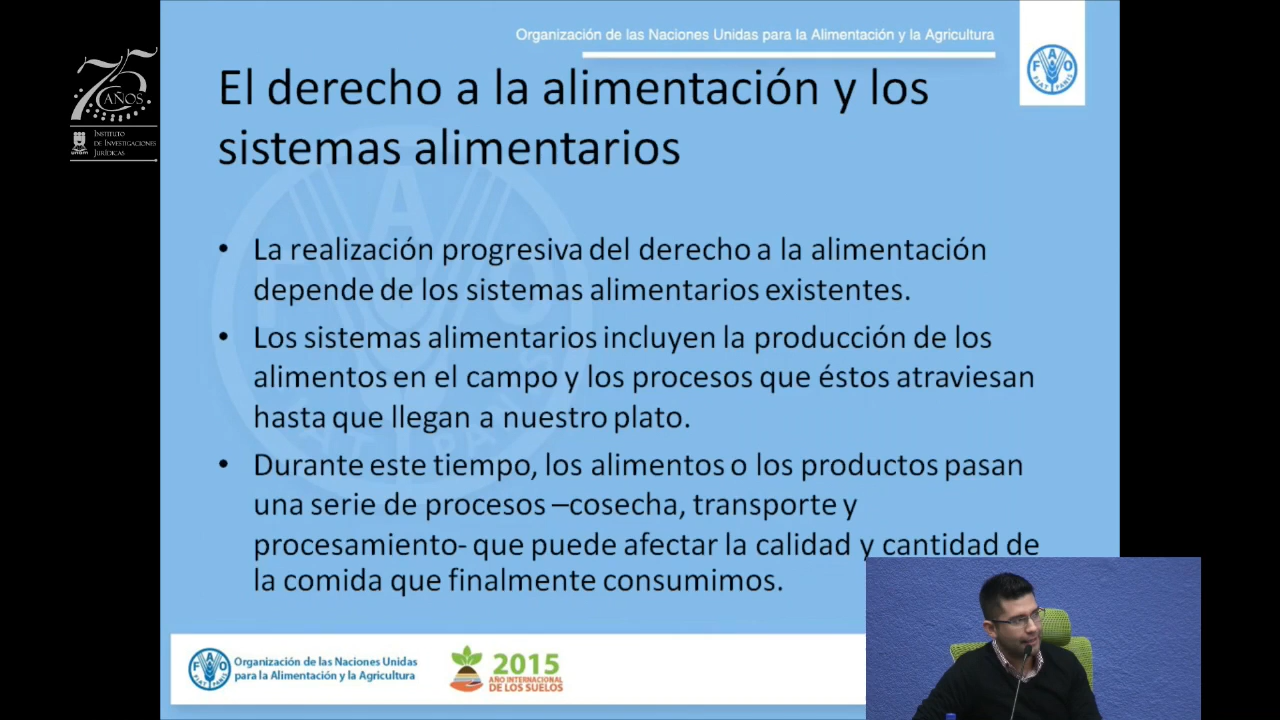 Organización de las Naciones Unidas para la Alimentación y la Agricultura
75
AÑOS
INSTITUTO
DE INVESTIGACIONES
JURÍDICAS
UNAM
F A O
FIAT PANIS
El derecho a la alimentación y los
sistemas alimentarios
• La realización progresiva del derecho a la alimentación
depende de los sistemas alimentarios existentes.
• Los sistemas alimentarios incluyen la producción de los
alimentos en el campo y los procesos que éstos atraviesan
hasta que llegan a nuestro plato.
• Durante este tiempo, los alimentos o los productos pasan
una serie de procesos –cosecha, transporte y
procesamiento- que puede afectar la calidad y cantidad de
la comida que finalmente consumimos.
F A O
FIAT PANIS
Organización de las Naciones Unidas
para la Alimentación y la Agricultura
2015
AÑO INTERNACIONAL
DE LOS SUELOS